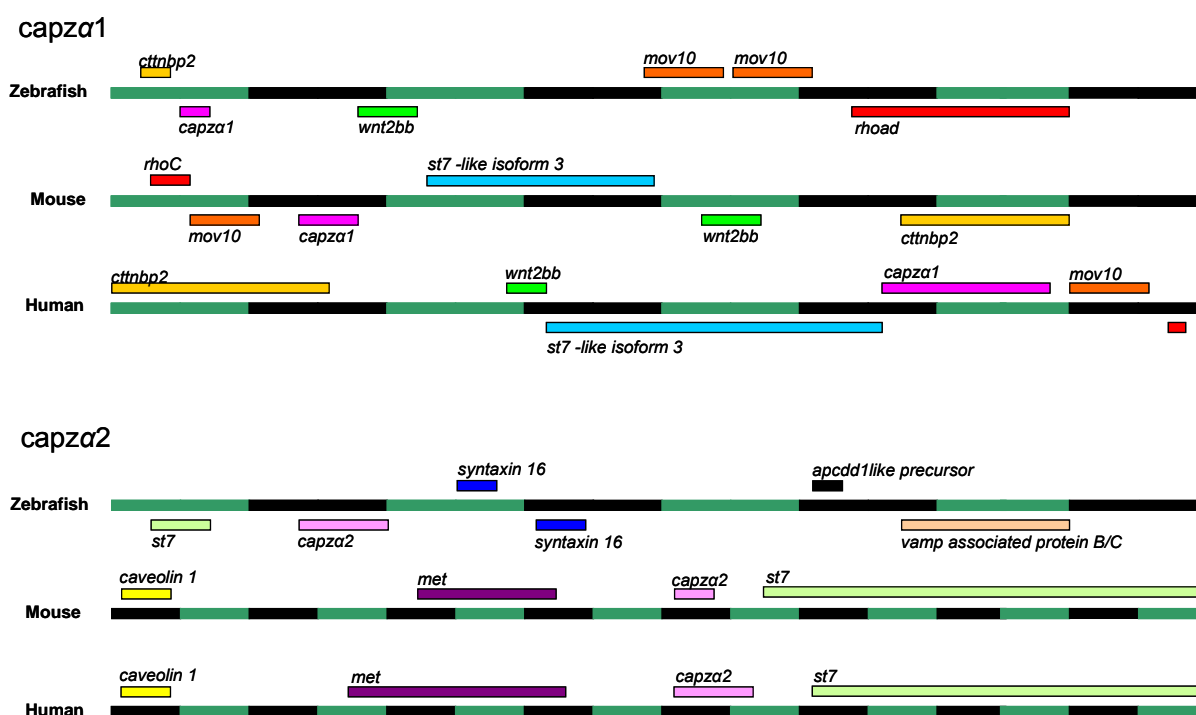 capzα1
cttnbp2
mov10 mov10
Zebrafish
capzα1 wnt2bb rhoad
rhoC st7 -like isoform 3
Mouse
mov10 capzα1 wnt2bb cttnbp2
cttnbp2 wnt2bb capzα1 mov10
Human
st7 -like isoform 3
capzα2
syntaxin 16 apcdd1like precursor
Zebrafish
st7 capzα2 syntaxin 16 vamp associated protein B/C
caveolin 1 met capzα2 st7
Mouse
caveolin 1 met capzα2 st7
Human